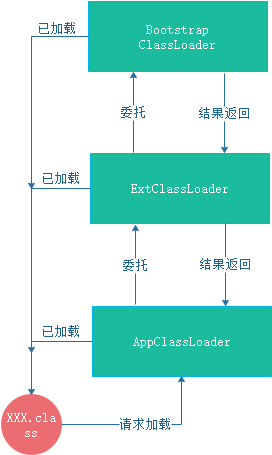 Bootstrap
ClassLoader
已加载
委托
结果返回
已加载
ExtClassLoader
委托
结果返回
已加载
AppClassLoader
XXX.cla
ss
请求加载